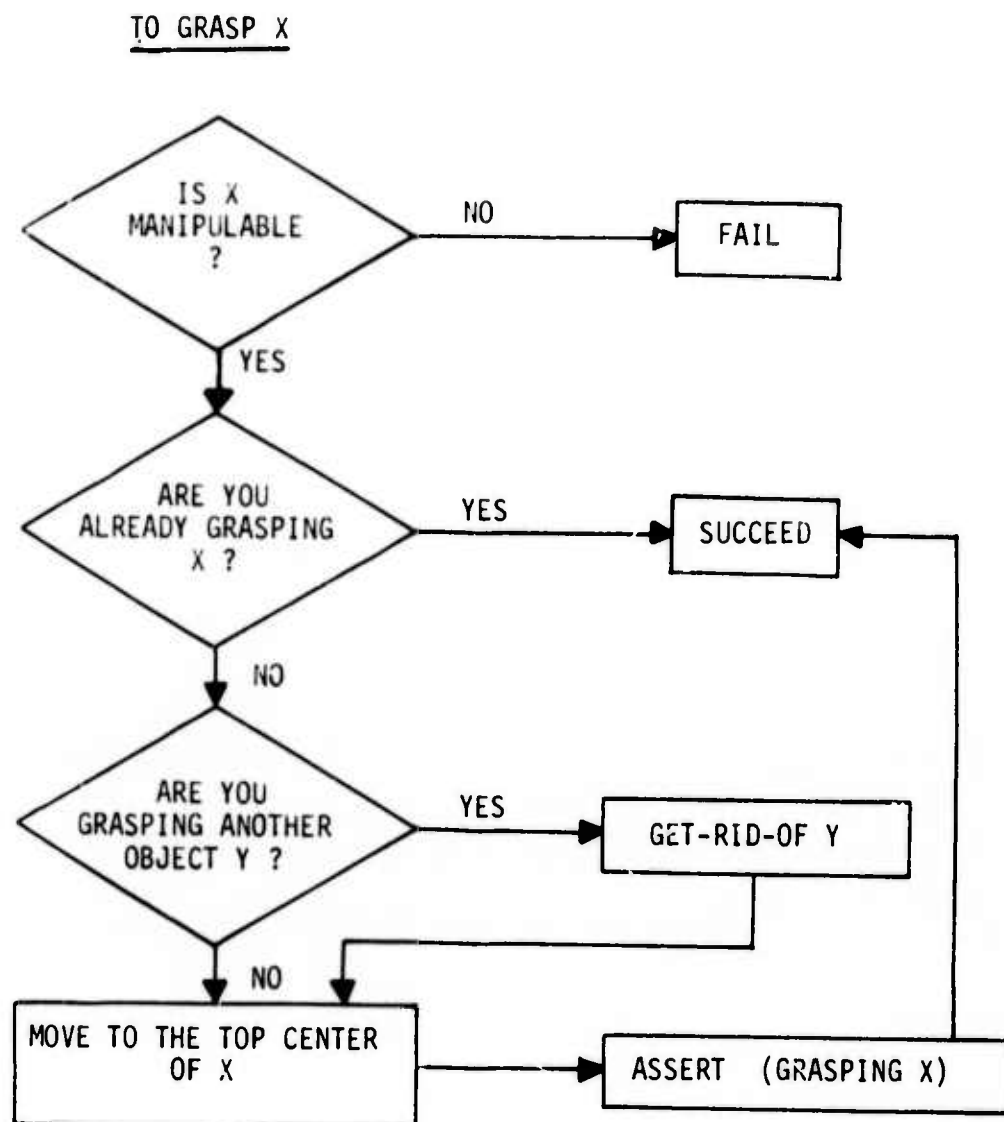 TO GRASP X
IS X
MANIPULABLE
?
NO
FAIL
YES
ARE YOU
ALREADY GRASPING
X ?
YES
SUCCEED
NO
ARE YOU
GRASPING ANOTHER
OBJECT Y ?
YES
GET-RID-OF Y
NO
MOVE TO THE TOP CENTER
OF X
ASSERT (GRASPING X)